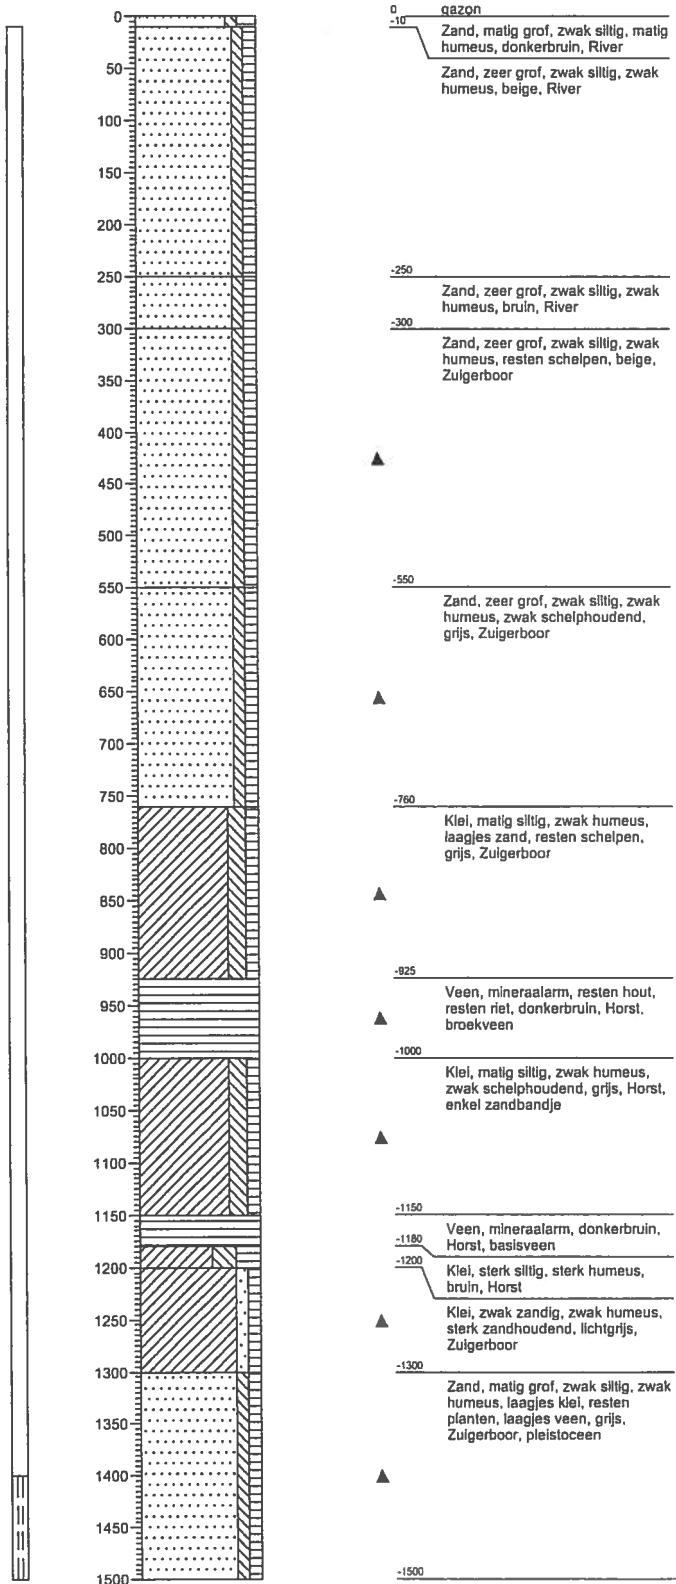 0
50
100
150
200
250
300
350
400
450
500
550
600
650
700
750
800
850
900
950
1000
1050
1100
1150
1200
1250
1300
1350
1400
1450
1500
0
gazon
-10
Zand, matig grof, zwak siltig, matig
humeus, donkerbruin, River
Zand, zeer grof, zwak siltig, zwak
humeus, beige, River
-250
Zand, zeer grof, zwak siltig, zwak
humeus, bruin, River
-300
Zand, zeer grof, zwak siltig, zwak
humeus, resten schelpen, beige,
Zuigerboor
-550
Zand, zeer grof, zwak siltig, zwak
humeus, zwak schelphoudend,
grijs, Zuigerboor
-760
Klei, matig siltig, zwak humeus,
laagjes zand, resten schelpen,
grijs, Zuigerboor
-925
Veen, mineraalarm, resten hout,
resten riet, donkerbruin, Horst,
broekveen
-1000
Klei, matig siltig, zwak humeus,
zwak schelphoudend, grijs, Horst,
enkel zandbandje
-1150
Veen, mineraalarm, donkerbruin,
Horst, basisveen
-1180
Klei, sterk siltig, sterk humeus,
bruin, Horst
-1200
Klei, zwak zandig, zwak humeus,
sterk zandhoudend, lichtgrijs,
Zuigerboor
-1300
Zand, matig grof, zwak siltig, zwak
humeus, laagjes klei, resten
planten, laagjes veen, grijs,
Zuigerboor, pleistoceen
-1500